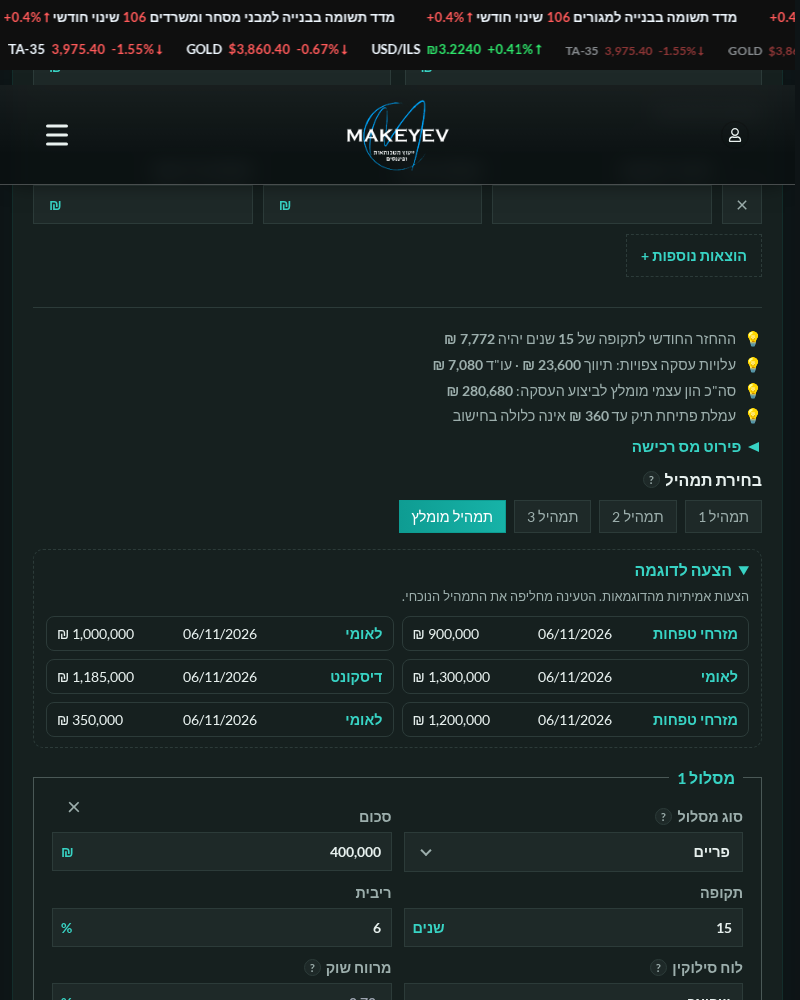 מדד תשומה בבנייה למגורים 106 שינוי חודשי ↑ +0.4% מדד תשומה בבנייה למבני מסחר ומשרדים 106 שינוי חודשי ↑ +0.4%
TA-35 3,975.40 -1.55%↓ GOLD $3,860.40 -0.67%↓ USD/ILS ₪3.2240 +0.41%↑ TA-35 3,975.40 -1.55%↓ GOLD
MAKEYEV
ייעוץ משכנתאות
ופיננסים
× ₪ ₪
הוצאות נוספות +
💡 ההחזר החודשי לתקופה של 15 שנים יהיה 7,772 ₪
💡 עלויות עסקה צפויות: תיווך 23,600 ₪ · עו"ד 7,080 ₪
💡 סה"כ הון עצמי מומלץ לביצוע העסקה: 280,680 ₪
💡 עמלת פתיחת תיק עד 360 ₪ אינה כלולה בחישוב
◀ פירוט מס רכישה
בחירת תמהיל ?
תמהיל 1 תמהיל 2 תמהיל 3 תמהיל מומלץ
▼ הצעה לדוגמה
הצעות אמיתיות מהדוגמאות. הטעינה מחליפה את התמהיל הנוכחי.
מזרחי טפחות 06/11/2026 900,000 ₪ לאומי 06/11/2026 1,000,000 ₪
לאומי 06/11/2026 1,300,000 ₪ דיסקונט 06/11/2026 1,185,000 ₪
מזרחי טפחות 06/11/2026 1,200,000 ₪ לאומי 06/11/2026 350,000 ₪
מסלול 1
×
סוג מסלול ? סכום
פריים 400,000 ₪
תקופה ריבית
15 שנים 6 %
לוח סילוקין ? מרווח שוק ?